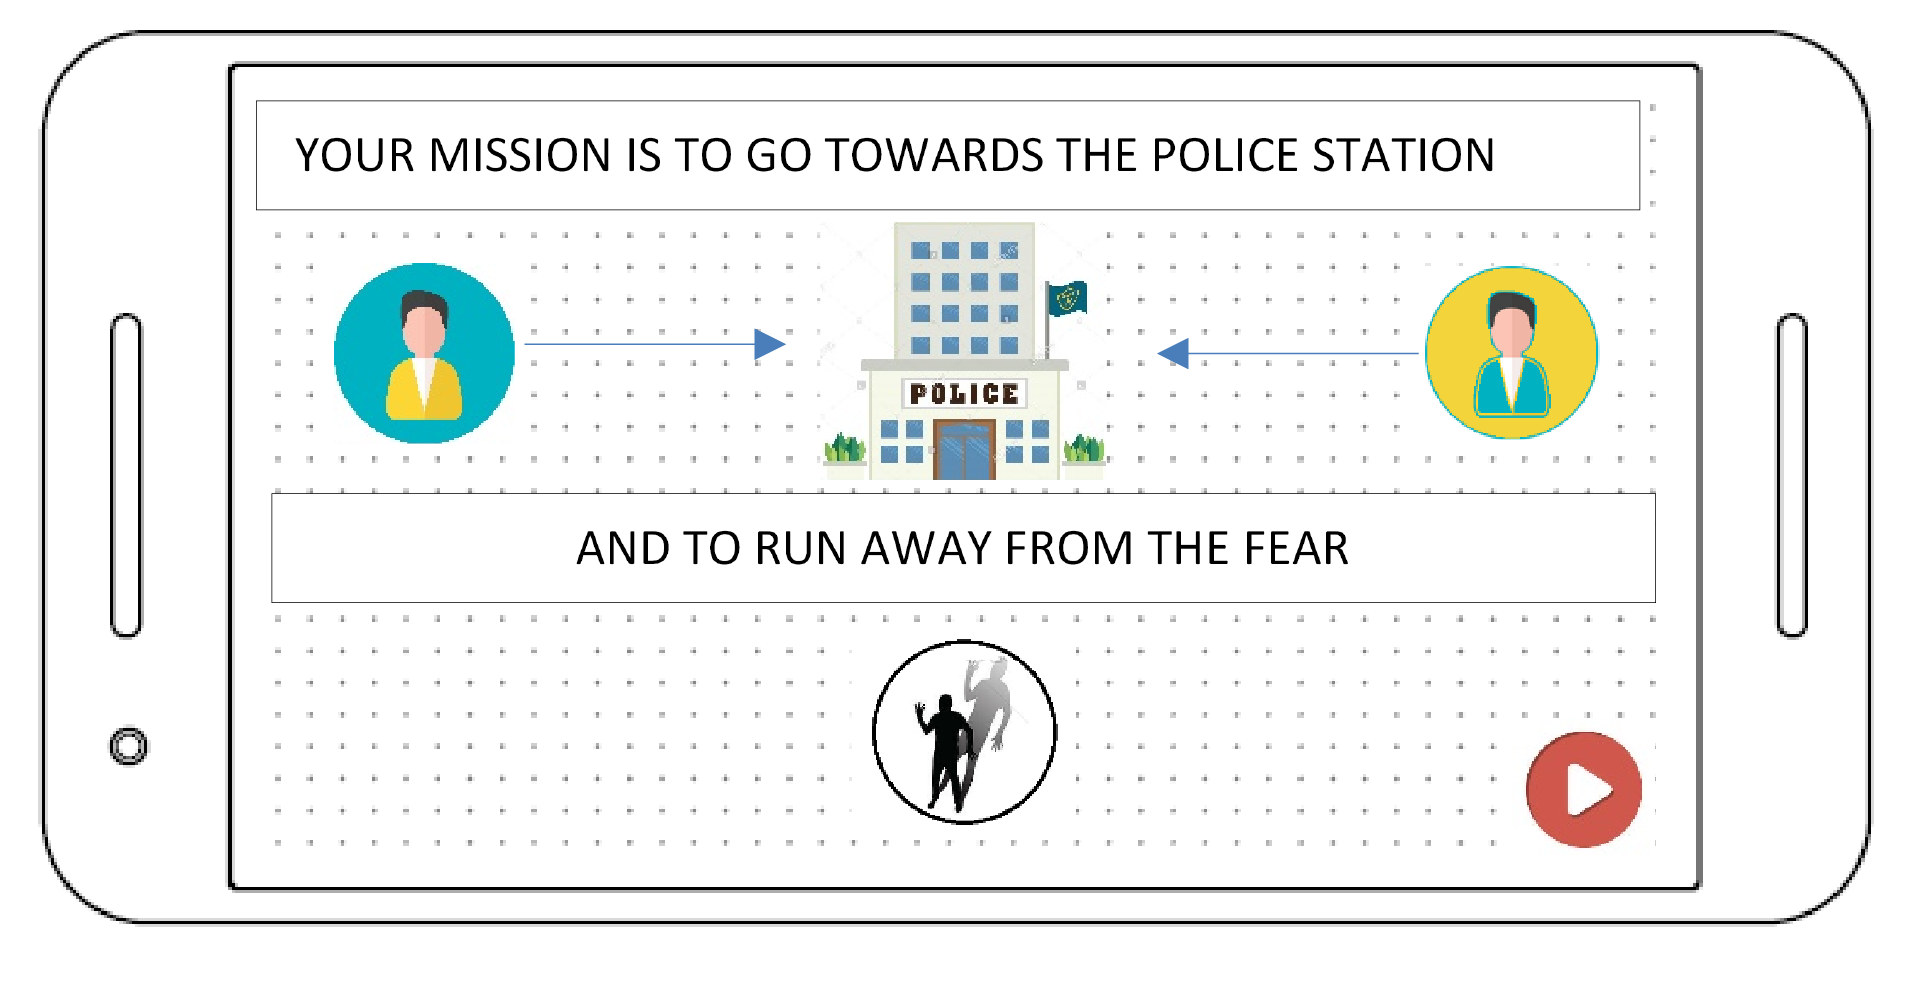 YOUR MISSION IS TO GO TOWARDS THE POLICE STATION
POLICE
AND TO RUN AWAY FROM THE FEAR